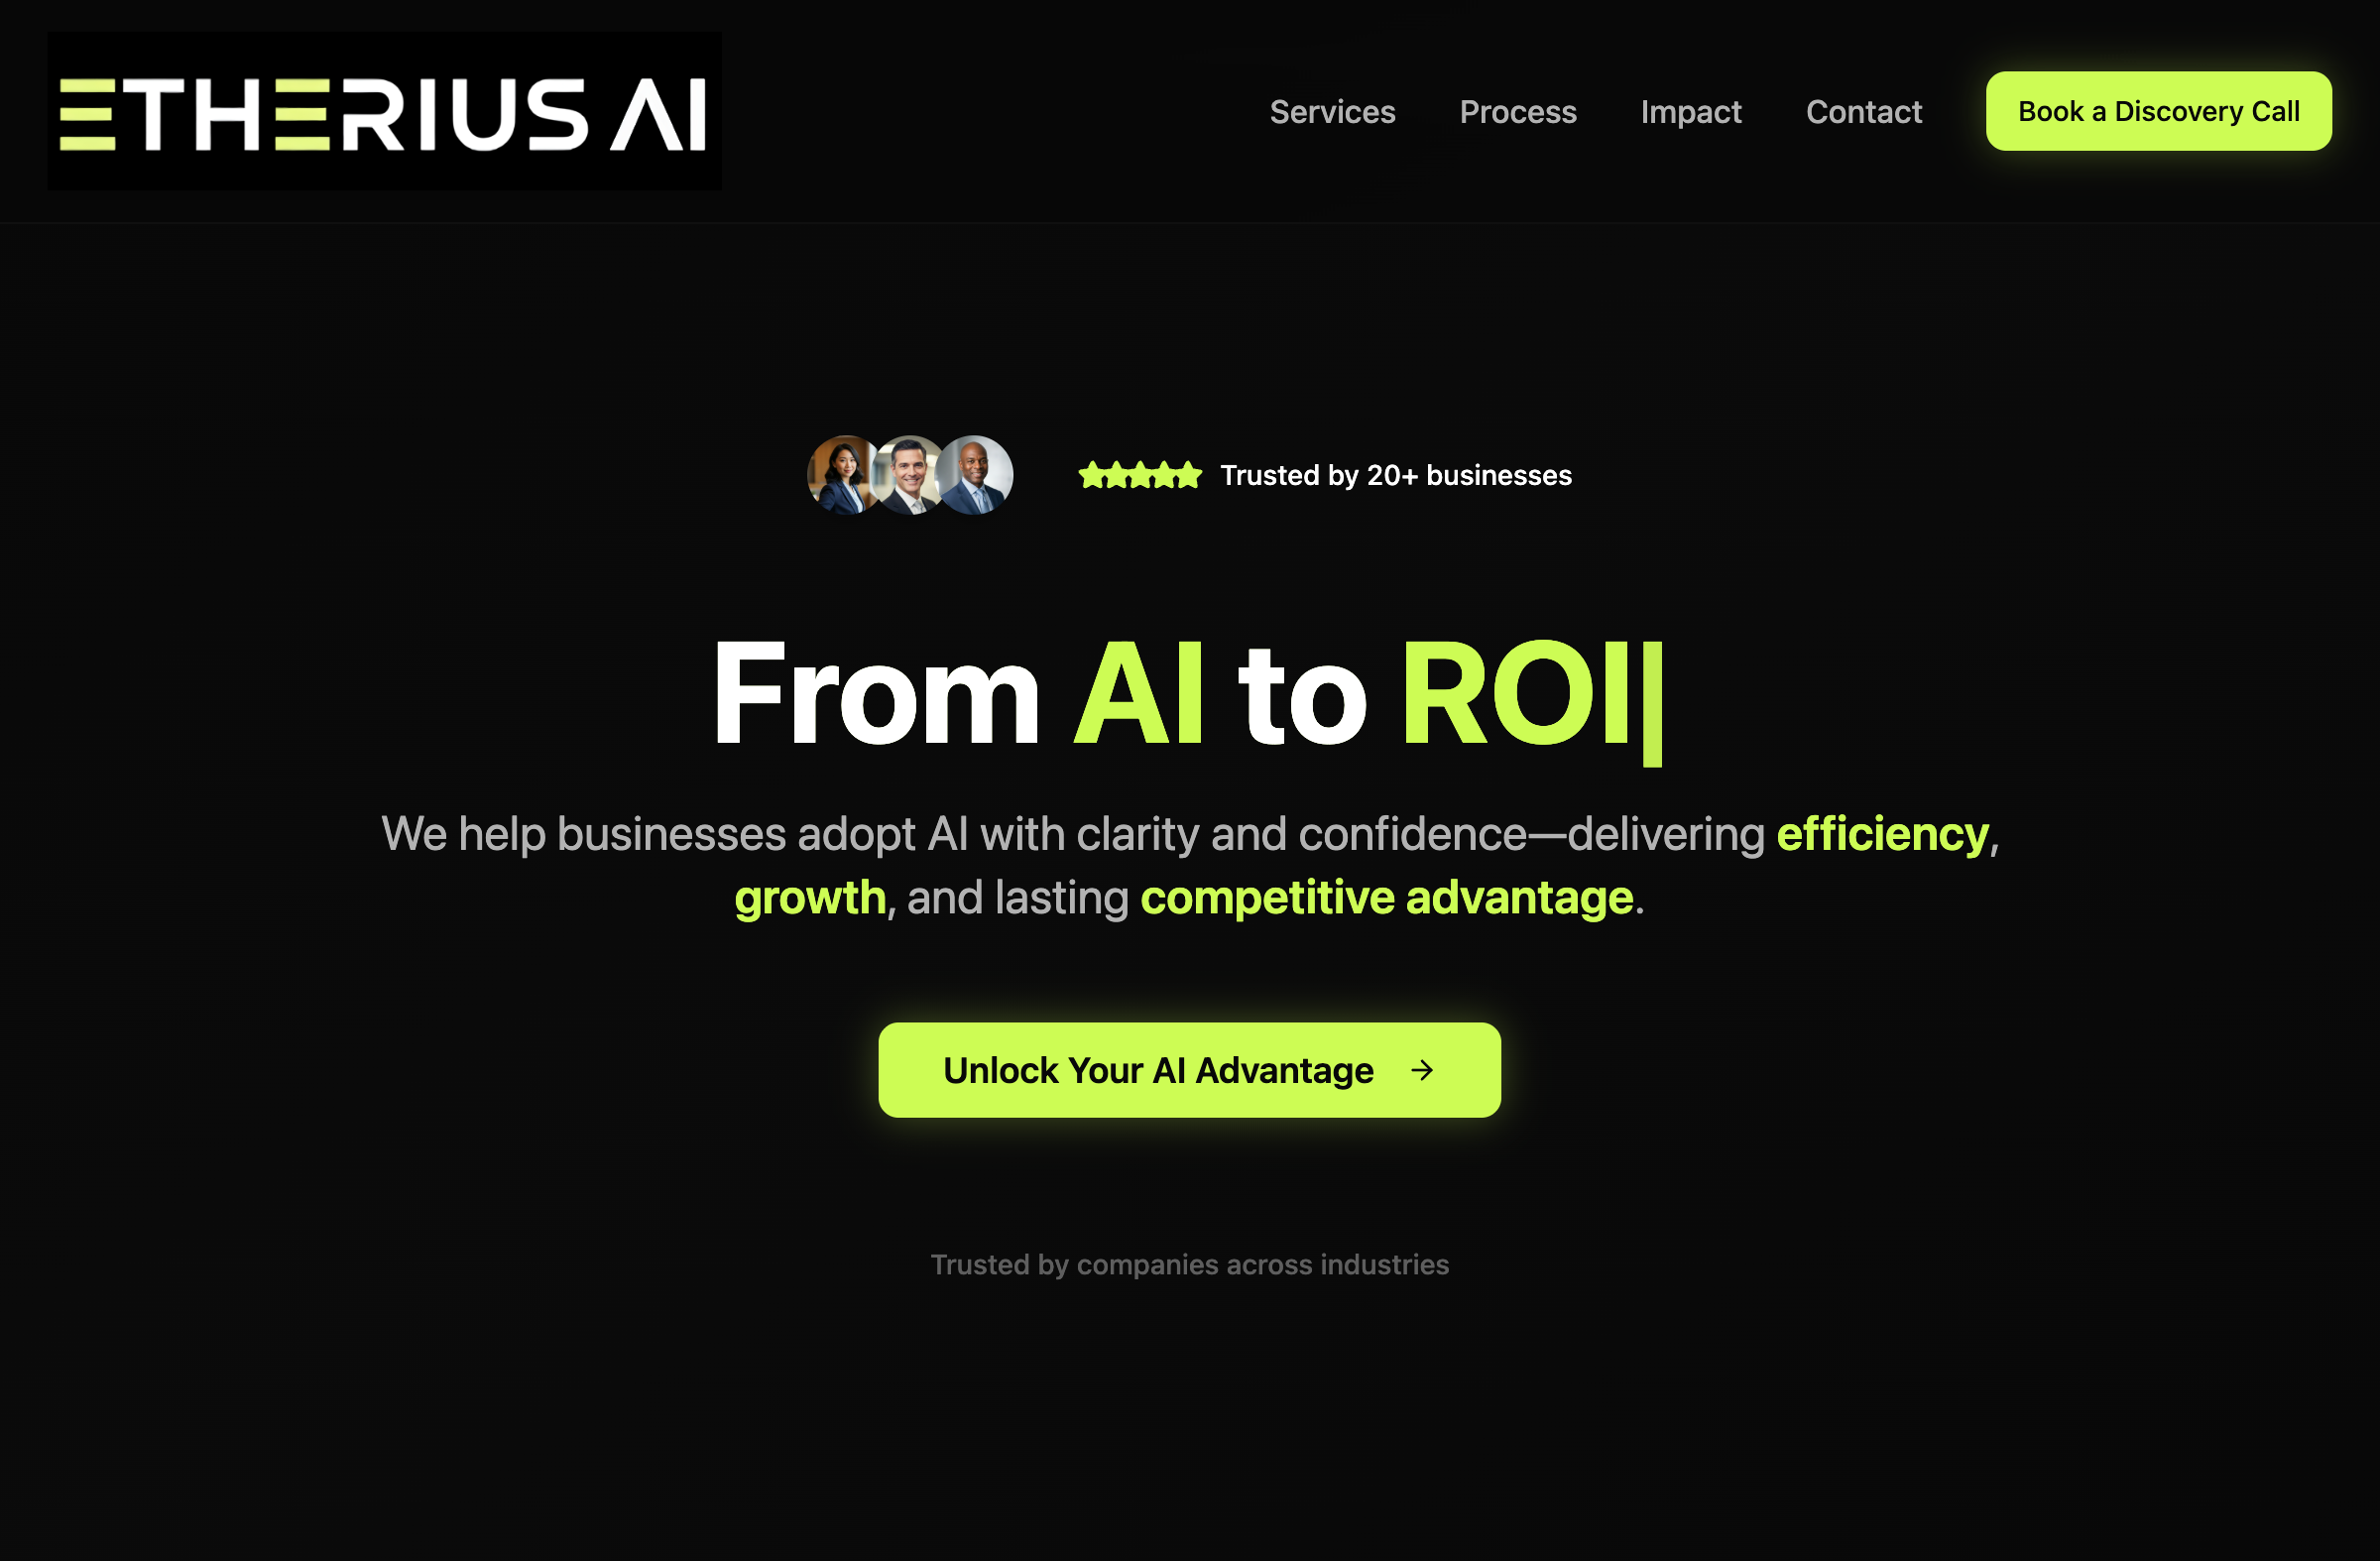 ETHERIUS AI
Services Process Impact Contact Book a Discovery Call
Trusted by 20+ businesses
From AI to ROI|
We help businesses adopt AI with clarity and confidence—delivering efficiency,
growth, and lasting competitive advantage.
Unlock Your AI Advantage →
Trusted by companies across industries